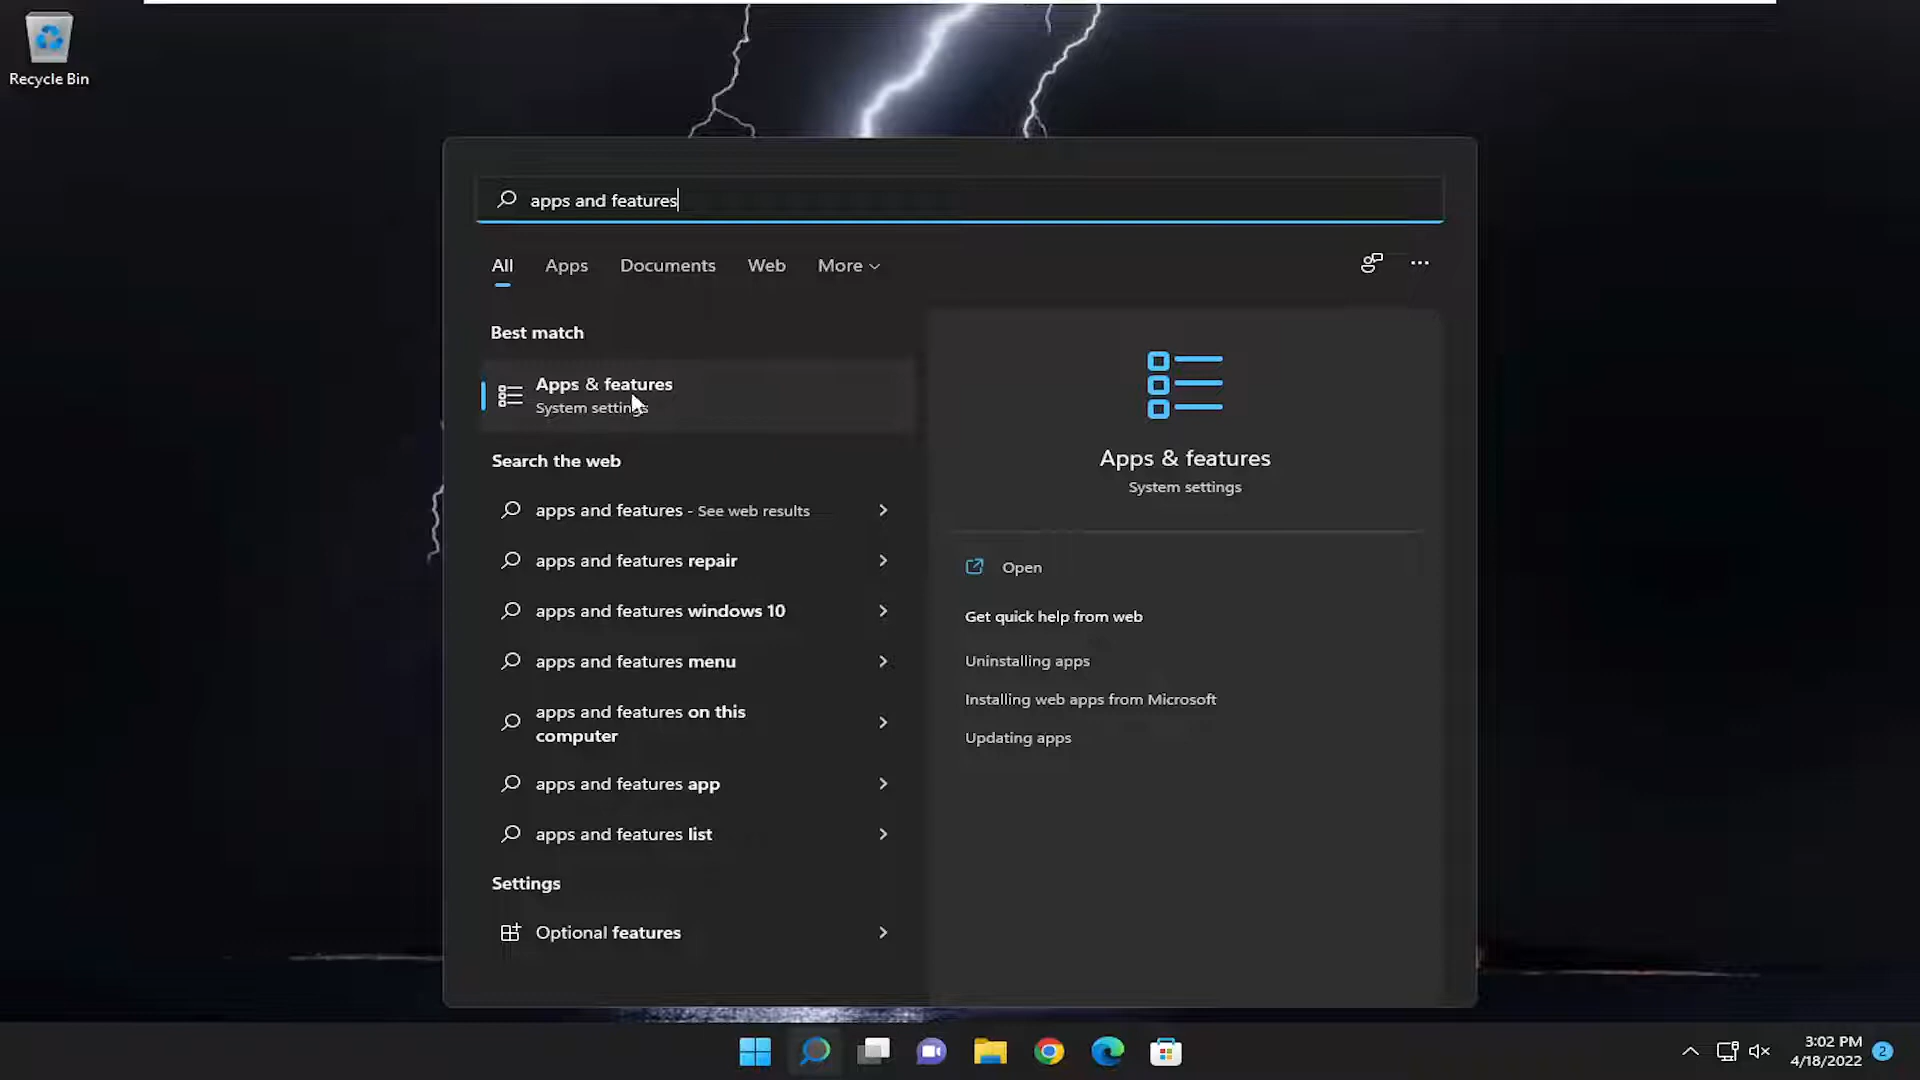 Recycle Bin
apps and features
All Apps Documents Web More
Best match
Apps & features
System settings
Search the web
apps and features - See web results
apps and features repair
apps and features windows 10
apps and features menu
apps and features on this
computer
apps and features app
apps and features list
Settings
Optional features
Apps & features
System settings
Open
Get quick help from web
Uninstalling apps
Installing web apps from Microsoft
Updating apps
3:02 PM
4/18/2022
2